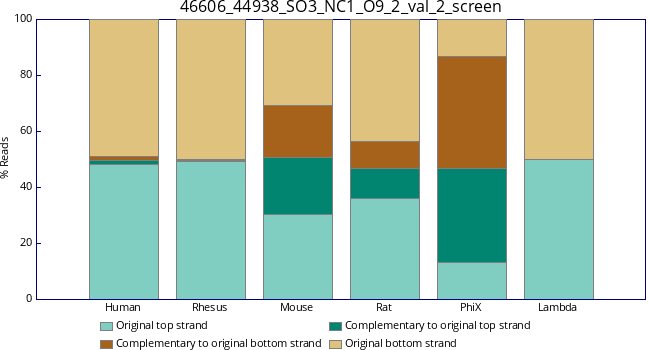 46606_44938_SO3_NC1_O9_2_val_2_screen
100
80
60
40
20
0
% Reads
Human Rhesus Mouse Rat PhiX Lambda
Original top strand Complementary to original top strand
Complementary to original bottom strand Original bottom strand